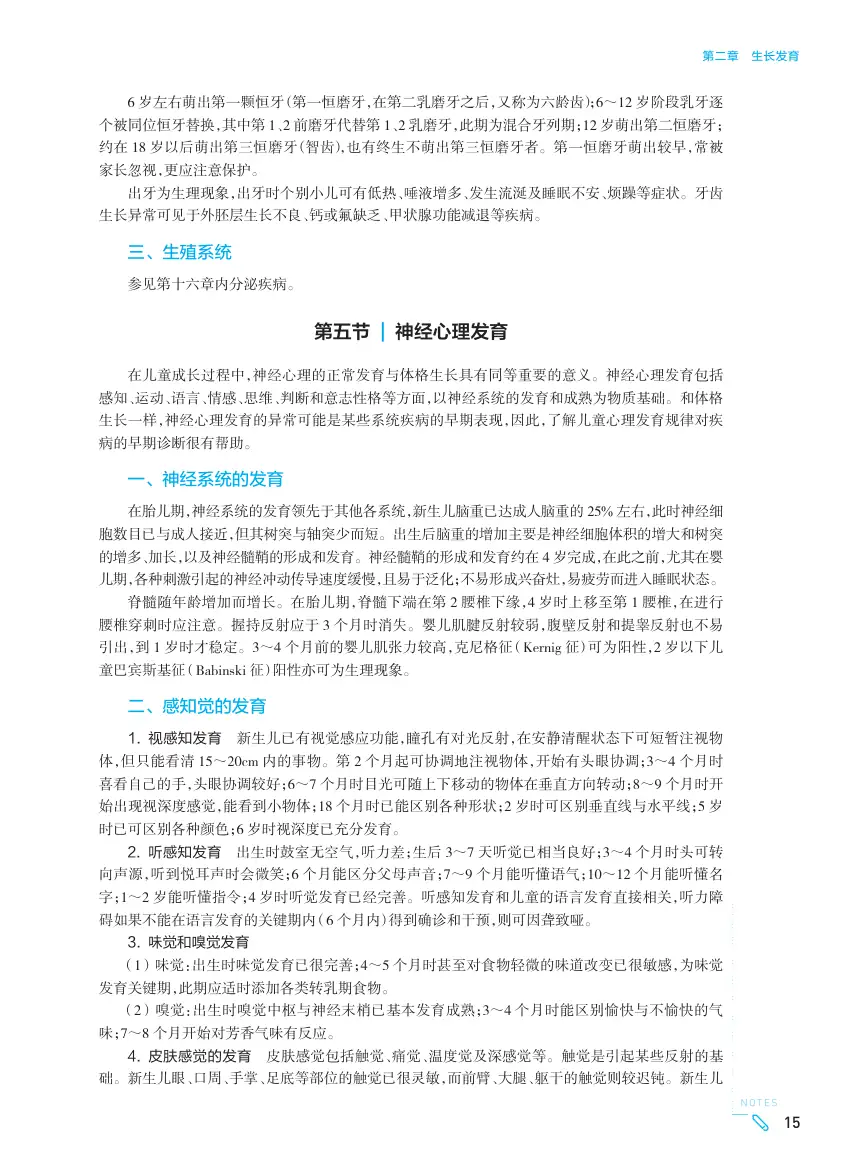 第二章 生长发育
6 岁左右萌出第一颗恒牙(第一恒磨牙,在第二乳磨牙之后,又称为六龄齿);6～12 岁阶段乳牙逐
个被同位恒牙替换,其中第 1、2 前磨牙代替第 1、2 乳磨牙,此期为混合牙列期;12 岁萌出第二恒磨牙;
约在 18 岁以后萌出第三恒磨牙(智齿),也有终生不萌出第三恒磨牙者。第一恒磨牙萌出较早,常被
家长忽视,更应注意保护。
出牙为生理现象,出牙时个别小儿可有低热、唾液增多、发生流涎及睡眠不安、烦躁等症状。牙齿
生长异常可见于外胚层生长不良、钙或氟缺乏、甲状腺功能减退等疾病。
三、生殖系统
参见第十六章内分泌疾病。
第五节 | 神经心理发育
在儿童成长过程中,神经心理的正常发育与体格生长具有同等重要的意义。神经心理发育包括
感知、运动、语言、情感、思维、判断和意志性格等方面,以神经系统的发育和成熟为物质基础。和体格
生长一样,神经心理发育的异常可能是某些系统疾病的早期表现,因此,了解儿童心理发育规律对疾
病的早期诊断很有帮助。
一、神经系统的发育
在胎儿期,神经系统的发育领先于其他各系统,新生儿脑重已达成人脑重的 25% 左右,此时神经细
胞数目已与成人接近,但其树突与轴突少而短。出生后脑重的增加主要是神经细胞体积的增大和树突
的增多、加长,以及神经髓鞘的形成和发育。神经髓鞘的形成和发育约在 4 岁完成,在此之前,尤其在婴
儿期,各种刺激引起的神经冲动传导速度缓慢,且易于泛化;不易形成兴奋灶,易疲劳而进入睡眠状态。
脊髓随年龄增加而增长。在胎儿期,脊髓下端在第 2 腰椎下缘,4 岁时上移至第 1 腰椎,在进行
腰椎穿刺时应注意。握持反射应于 3 个月时消失。婴儿肌腱反射较弱,腹壁反射和提睾反射也不易
引出,到 1 岁时才稳定。3～4 个月前的婴儿肌张力较高,克尼格征(Kernig 征)可为阳性,2 岁以下儿
童巴宾斯基征(Babinski 征)阳性亦可为生理现象。
二、感知觉的发育
1. 视感知发育 新生儿已有视觉感应功能,瞳孔有对光反射,在安静清醒状态下可短暂注视物
体,但只能看清 15～20cm 内的事物。第 2 个月起可协调地注视物体,开始有头眼协调;3～4 个月时
喜看自己的手,头眼协调较好;6～7 个月时目光可随上下移动的物体在垂直方向转动;8～9 个月时开
始出现视深度感觉,能看到小物体;18 个月时已能区别各种形状;2 岁时可区别垂直线与水平线;5 岁
时已可区别各种颜色;6 岁时视深度已充分发育。
2. 听感知发育 出生时鼓室无空气,听力差;生后 3～7 天听觉已相当良好;3～4 个月时头可转
向声源,听到悦耳声时会微笑;6 个月能区分父母声音;7～9 个月能听懂语气;10～12 个月能听懂名
字;1～2 岁能听懂指令;4 岁时听觉发育已经完善。听感知发育和儿童的语言发育直接相关,听力障
碍如果不能在语言发育的关键期内(6 个月内)得到确诊和干预,则可因聋致哑。
3. 味觉和嗅觉发育
(1)味觉:出生时味觉发育已很完善;4～5 个月时甚至对食物轻微的味道改变已很敏感,为味觉
发育关键期,此期应适时添加各类转乳期食物。
(2)嗅觉:出生时嗅觉中枢与神经末梢已基本发育成熟;3～4 个月时能区别愉快与不愉快的气
味;7～8 个月开始对芳香气味有反应。
4. 皮肤感觉的发育 皮肤感觉包括触觉、痛觉、温度觉及深感觉等。触觉是引起某些反射的基
础。新生儿眼、口周、手掌、足底等部位的触觉已很灵敏,而前臂、大腿、躯干的触觉则较迟钝。新生儿
NOTES
15